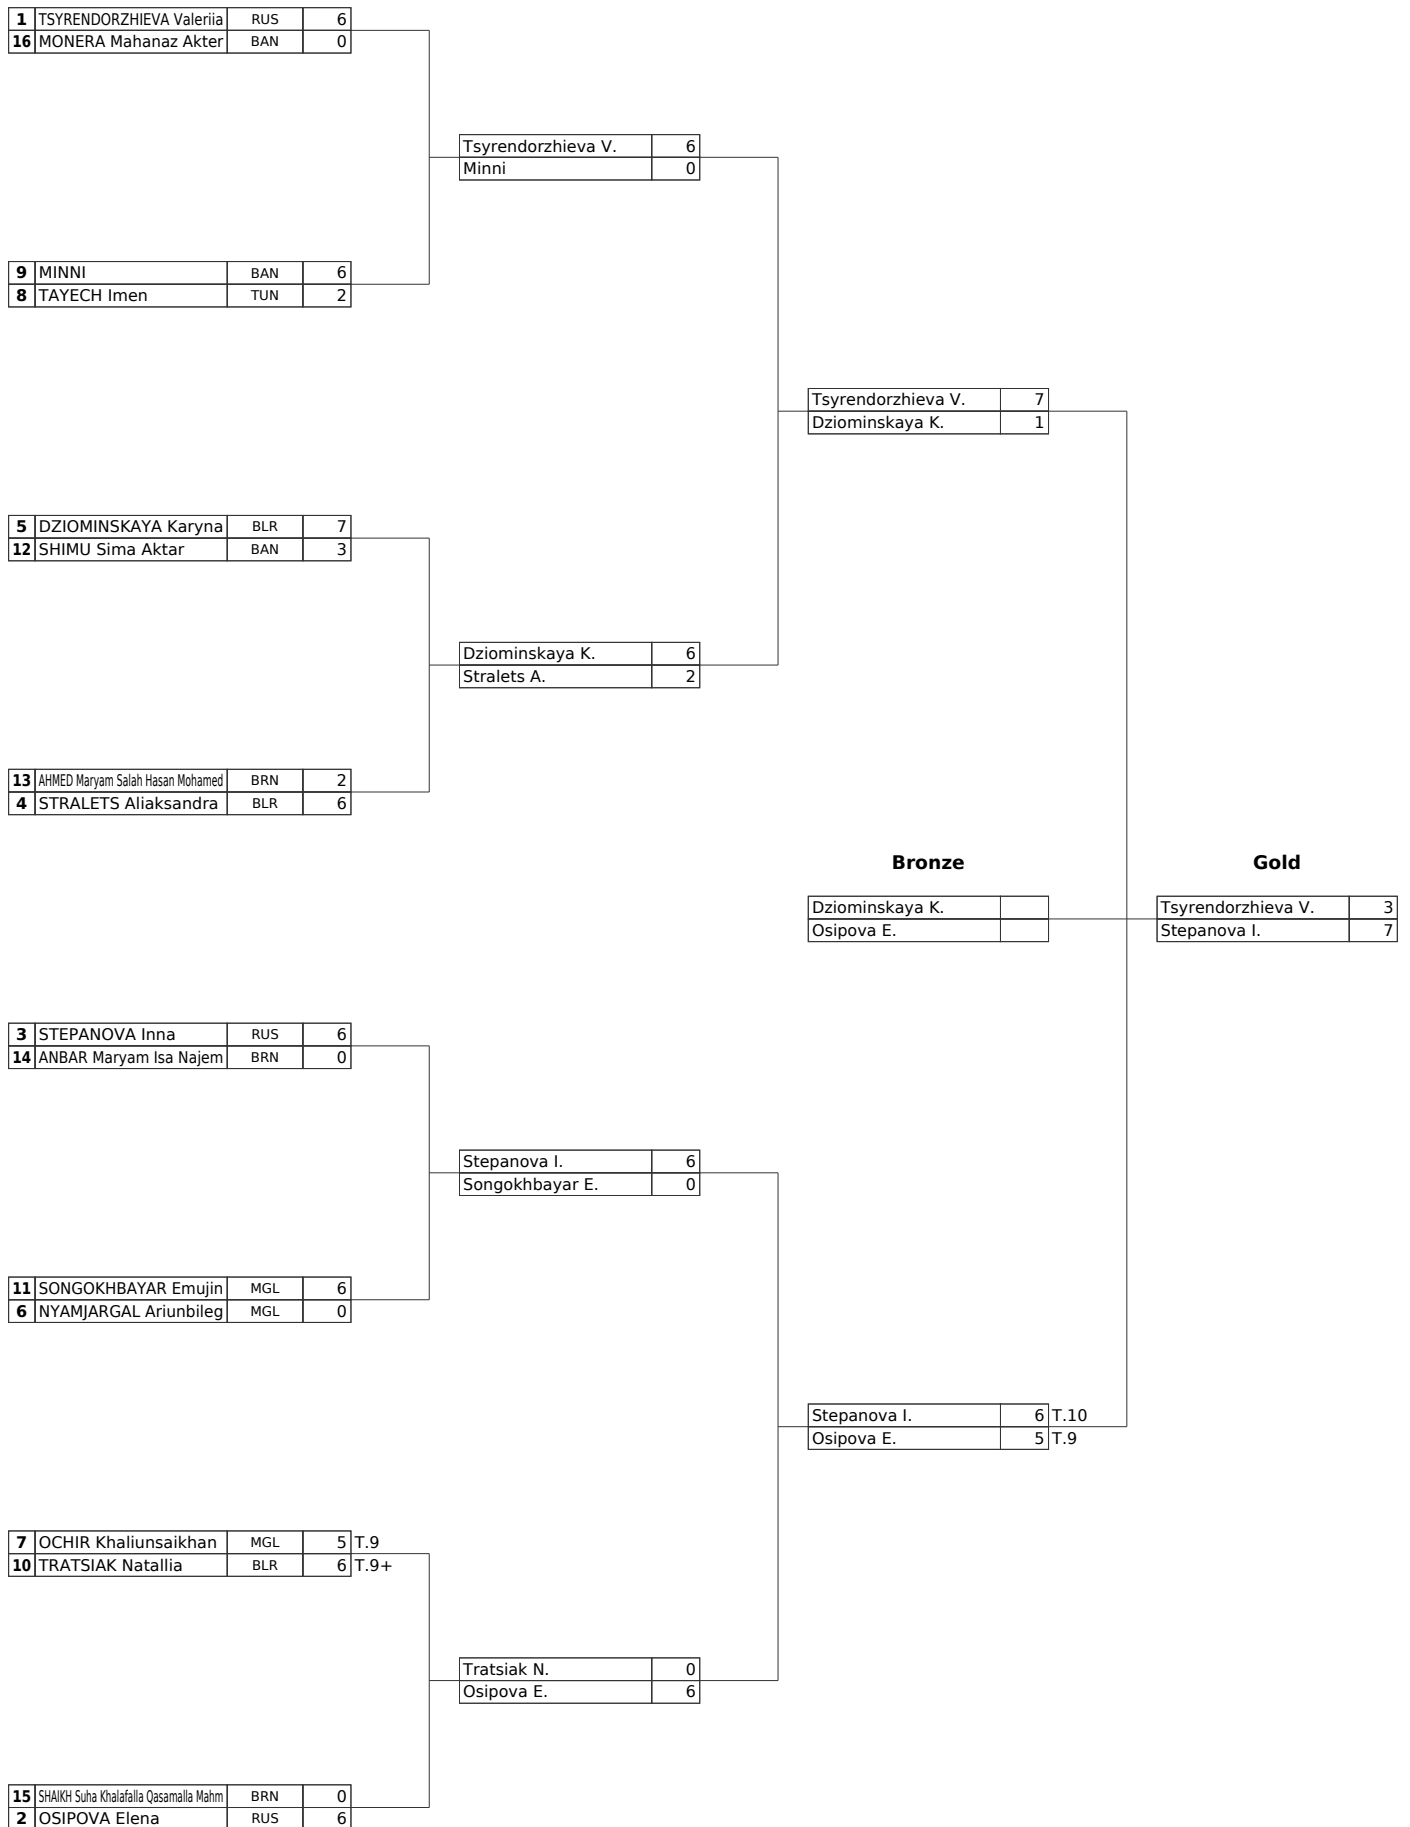 1 TSYRENDORZHIEVA Valeriia RUS 6
16 MONERA Mahanaz Akter BAN 0
Tsyrendorzhieva V. 6
Minni 0
9 MINNI BAN 6
8 TAYECH Imen TUN 2
Tsyrendorzhieva V. 7
Dziominskaya K. 1
5 DZIOMINSKAYA Karyna BLR 7
12 SHIMU Sima Aktar BAN 3
Dziominskaya K. 6
Stralets A. 2
13 AHMED Maryam Salah Hasan Mohamed BRN 2
4 STRALETS Aliaksandra BLR 6
Bronze Gold
Dziominskaya K. Tsyrendorzhieva V. 3
Osipova E. Stepanova I. 7
3 STEPANOVA Inna RUS 6
14 ANBAR Maryam Isa Najem BRN 0
Stepanova I. 6
Songokhbayar E. 0
11 SONGOKHBAYAR Emujin MGL 6
6 NYAMJARGAL Ariunbileg MGL 0
Stepanova I. 6 T.10
Osipova E. 5 T.9
7 OCHIR Khaliunsaikhan MGL 5 T.9
10 TRATSIAK Natallia BLR 6 T.9+
Tratsiak N. 0
Osipova E. 6
15 SHAIKH Suha Khalafalla Qasamalla Mahm BRN 0
2 OSIPOVA Elena RUS 6